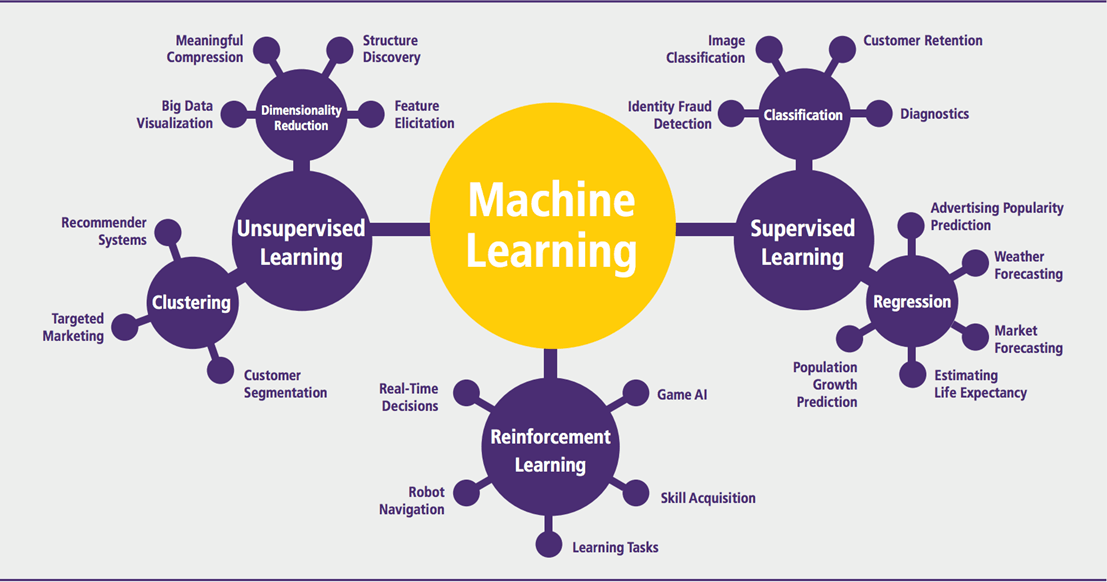 Machine
Learning
Unsupervised
Learning
Dimensionality
Reduction
Meaningful
Compression
Structure
Discovery
Big Data
Visualization
Feature
Elicitation
Clustering
Recommender
Systems
Targeted
Marketing
Customer
Segmentation
Supervised
Learning
Classification
Image
Classification
Customer Retention
Identity Fraud
Detection
Diagnostics
Regression
Advertising Popularity
Prediction
Weather
Forecasting
Market
Forecasting
Population
Growth
Prediction
Estimating
Life Expectancy
Reinforcement
Learning
Real-Time
Decisions
Game AI
Robot
Navigation
Skill Acquisition
Learning Tasks